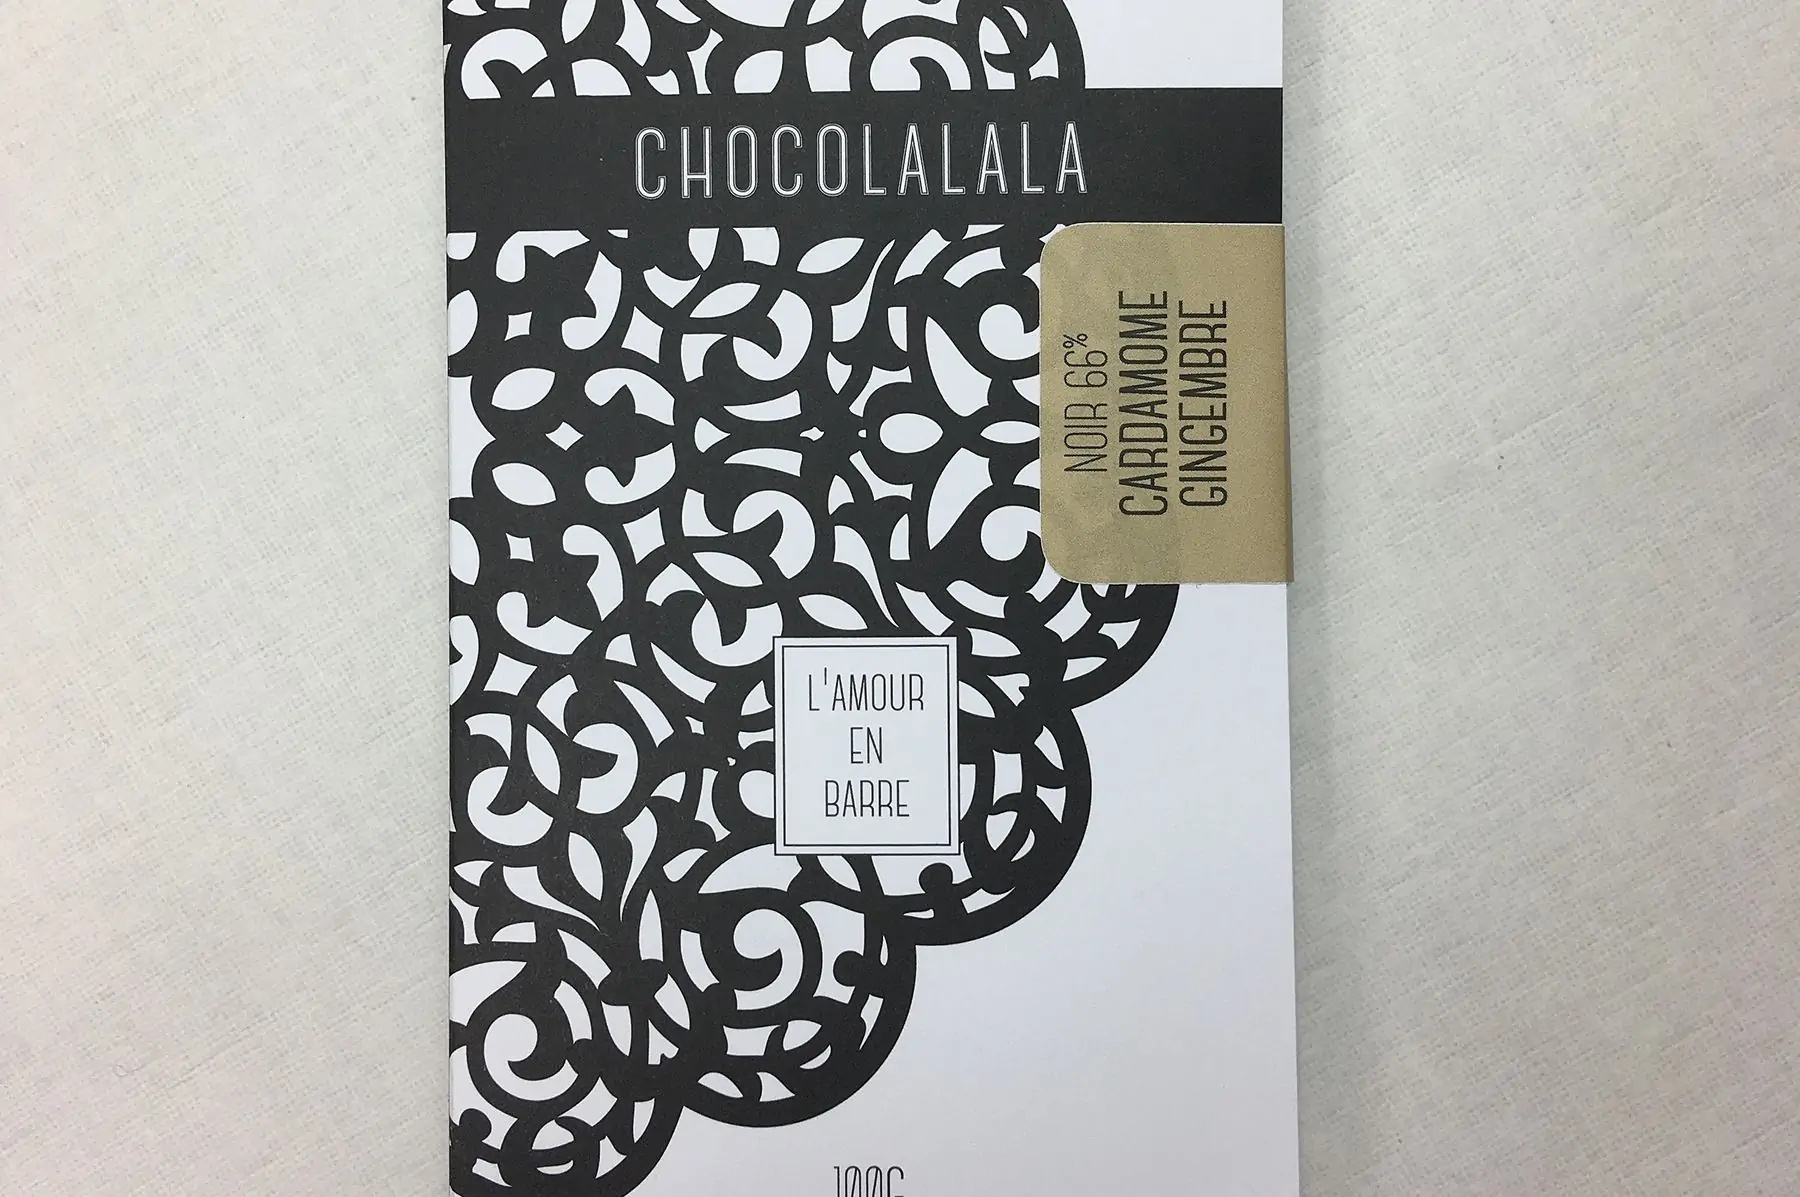 CHOCOLALALA
NOIR 66%
CARDAMOME
GINGEMBRE
L'AMOUR
EN
BARRE
100G